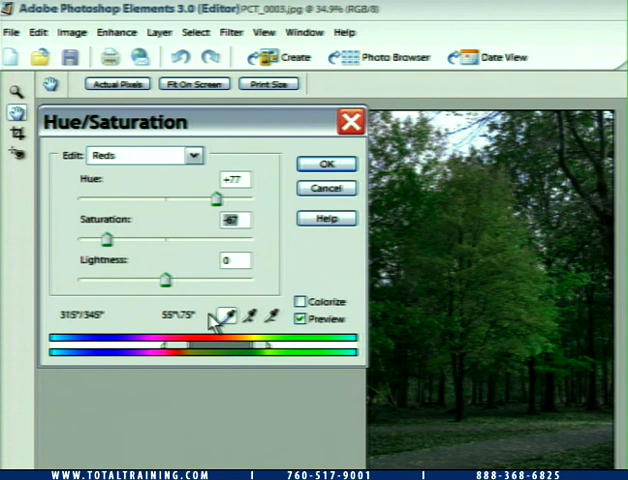 Adobe Photoshop Elements 3.0 (Editor) PCT_0003.jpg @ 34.9% (RGB/8)
File Edit Image Enhance Layer Select Filter View Window Help
Create Photo Browser Date View
Actual Pixels Fit On Screen Print Size
Hue/Saturation
Edit: Reds
OK
Hue: +77
Cancel
Saturation: -67
Help
Lightness: 0
Colorize
315°/345° 55°\75°
Preview
WWW.TOTALTRAINING.COM | 760-517-9001 | 888-368-6825